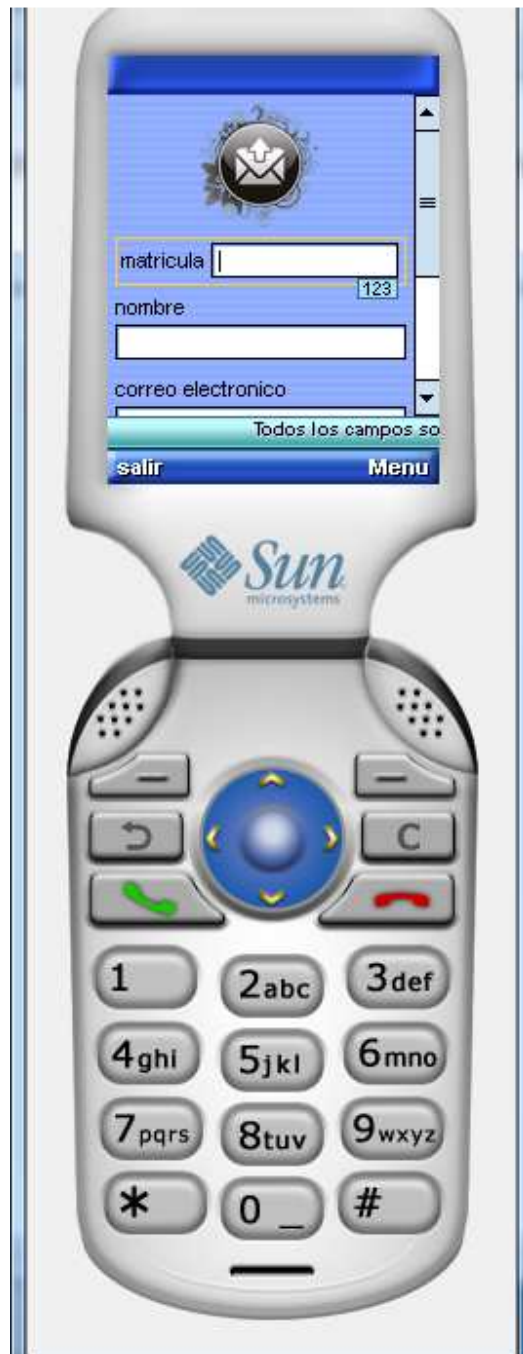 matricula
123
nombre
correo electronico
Todos los campos so
salir Menu
Sun
microsystems
C
1 2abc 3def
4ghi 5jkl 6mno
7pqrs 8tuv 9wxyz
* 0 _ #